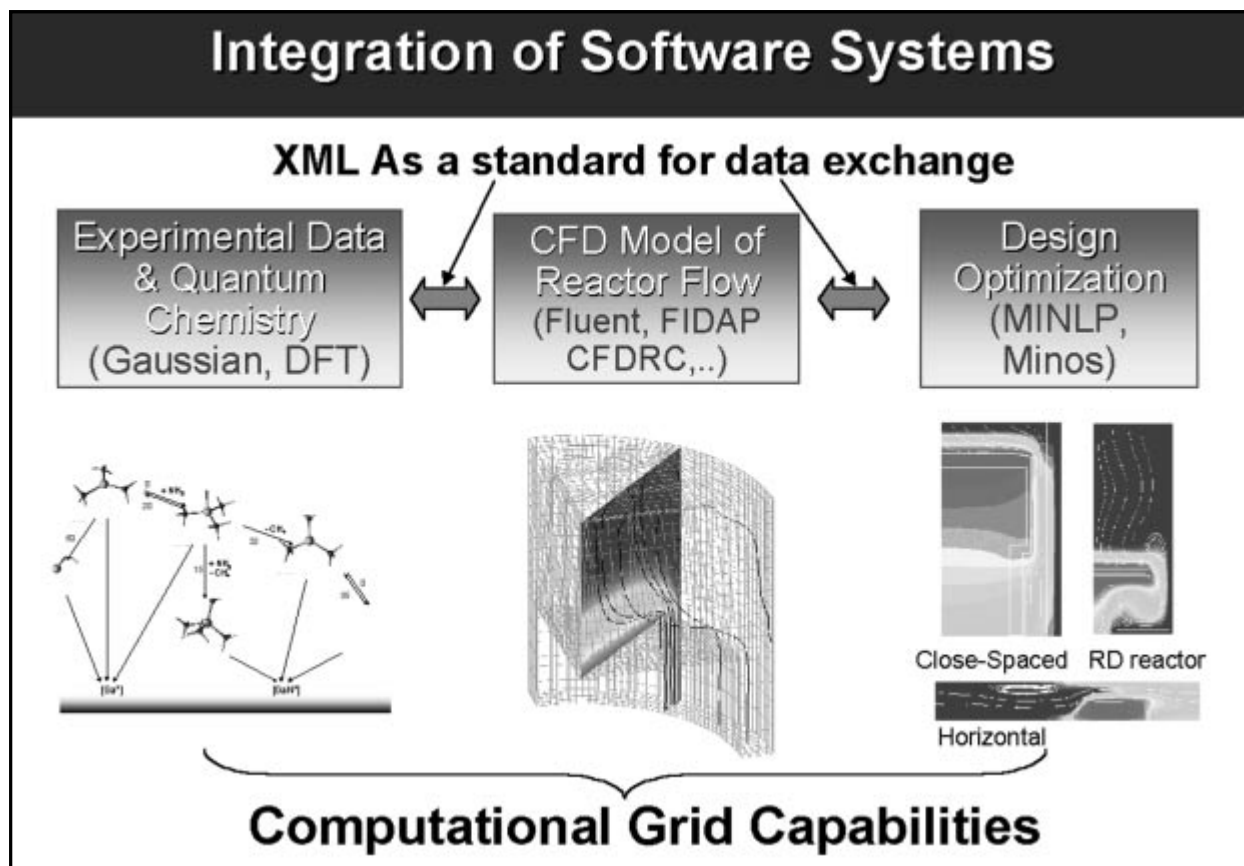 Integration of Software Systems
XML As a standard for data exchange
Experimental Data
& Quantum
Chemistry
(Gaussian, DFT)
CFD Model of
Reactor Flow
(Fluent, FIDAP
CFDRC,..)
Design
Optimization
(MINLP,
Minos)
Close-Spaced
RD reactor
Horizontal
Computational Grid Capabilities